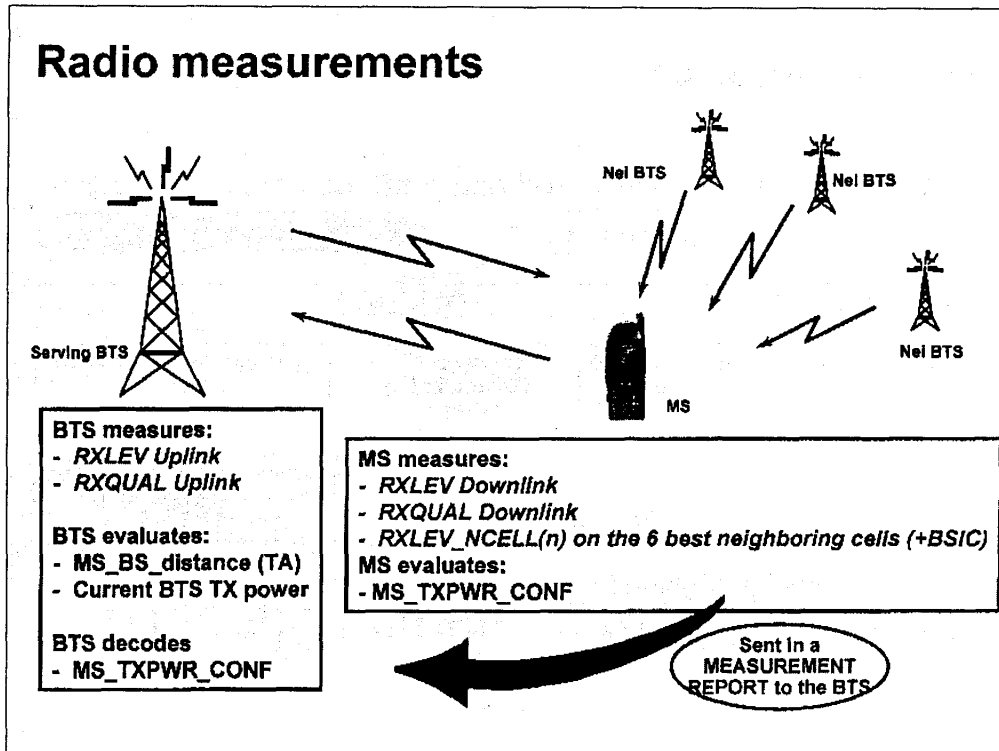 Radio measurements
Nei BTS
Nei BTS
Nei BTS
Serving BTS
MS
BTS measures:
- RXLEV Uplink
- RXQUAL Uplink
BTS evaluates:
- MS_BS_distance (TA)
- Current BTS TX power
BTS decodes
- MS_TXPWR_CONF
MS measures:
- RXLEV Downlink
- RXQUAL Downlink
- RXLEV_NCELL(n) on the 6 best neighboring cells (+BSIC)
MS evaluates:
- MS_TXPWR_CONF
Sent in a
MEASUREMENT
REPORT to the BTS